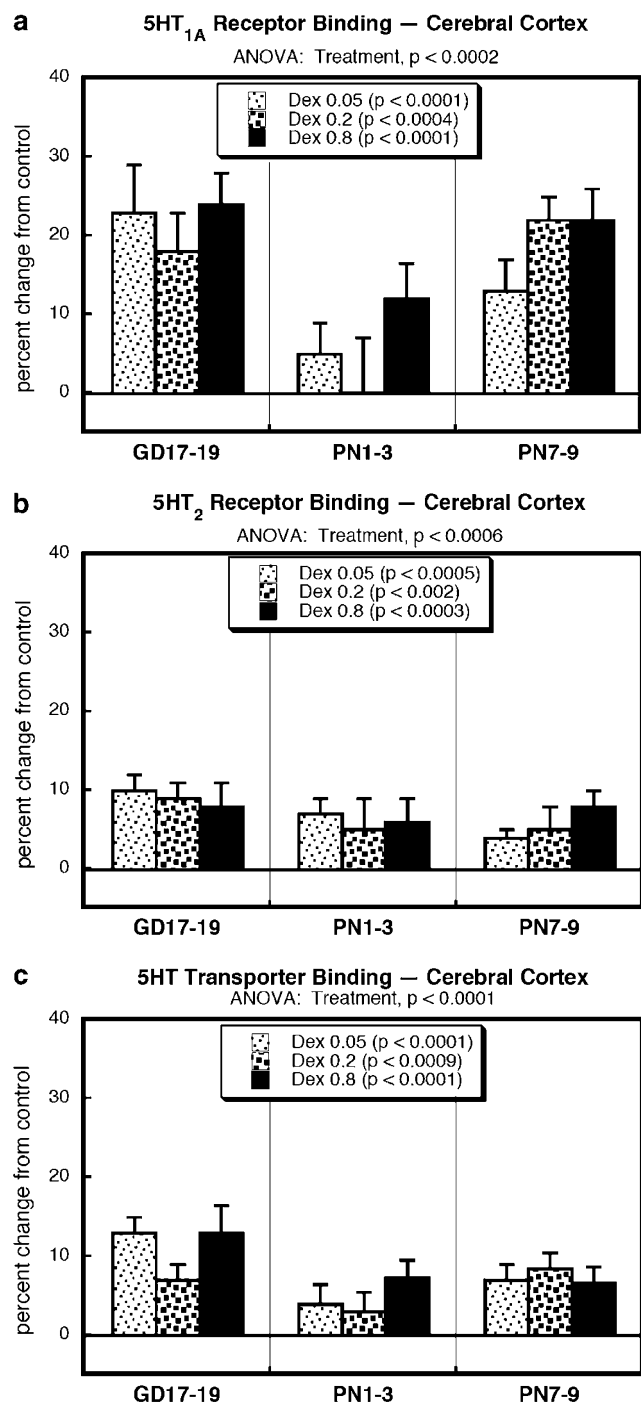 a
5HT1A Receptor Binding — Cerebral Cortex
ANOVA: Treatment, p < 0.0002
40
30
20
10
0
percent change from control
Dex 0.05 (p < 0.0001)
Dex 0.2 (p < 0.0004)
Dex 0.8 (p < 0.0001)
GD17-19 PN1-3 PN7-9
b
5HT2 Receptor Binding — Cerebral Cortex
ANOVA: Treatment, p < 0.0006
40
30
20
10
0
percent change from control
Dex 0.05 (p < 0.0005)
Dex 0.2 (p < 0.002)
Dex 0.8 (p < 0.0003)
GD17-19 PN1-3 PN7-9
c
5HT Transporter Binding — Cerebral Cortex
ANOVA: Treatment, p < 0.0001
40
30
20
10
0
percent change from control
Dex 0.05 (p < 0.0001)
Dex 0.2 (p < 0.0009)
Dex 0.8 (p < 0.0001)
GD17-19 PN1-3 PN7-9